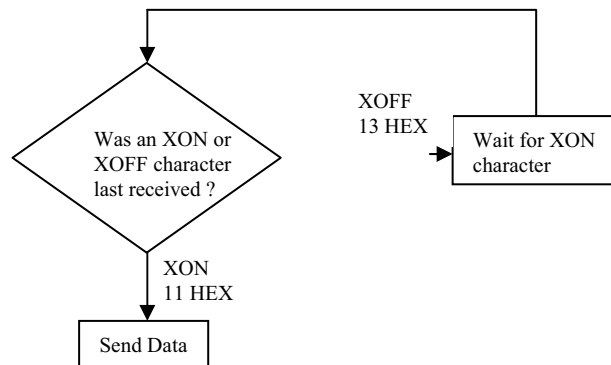 Was an XON or
XOFF character
last received ?
XOFF
13 HEX
Wait for XON
character
XON
11 HEX
Send Data